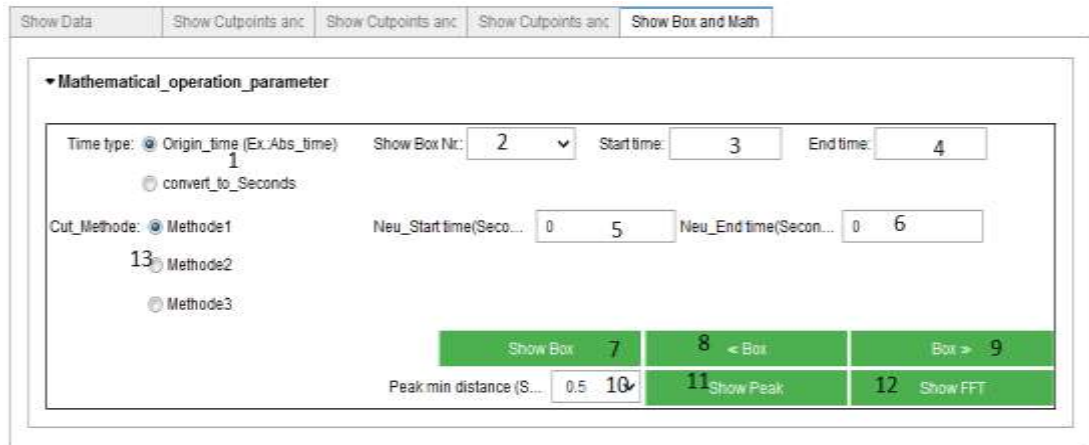 Show Data Show Cutpoints anc Show Cutpoints anc Show Cutpoints anc Show Box and Math
Mathematical_operation_parameter
Time type: Origin_time (Ex.:Abs_time) Show Box Nr.: 2 Start time: 3 End time: 4
1
convert_to_Seconds
Cut_Methode: Methode1 Neu_Start time(Seco... 0 5 Neu_End time(Secon... 0 6
13 Methode2
Methode3
Show Box 7 8 < Box Box > 9
Peak min distance (S... 0.5 10 11 Show Peak 12 Show FFT